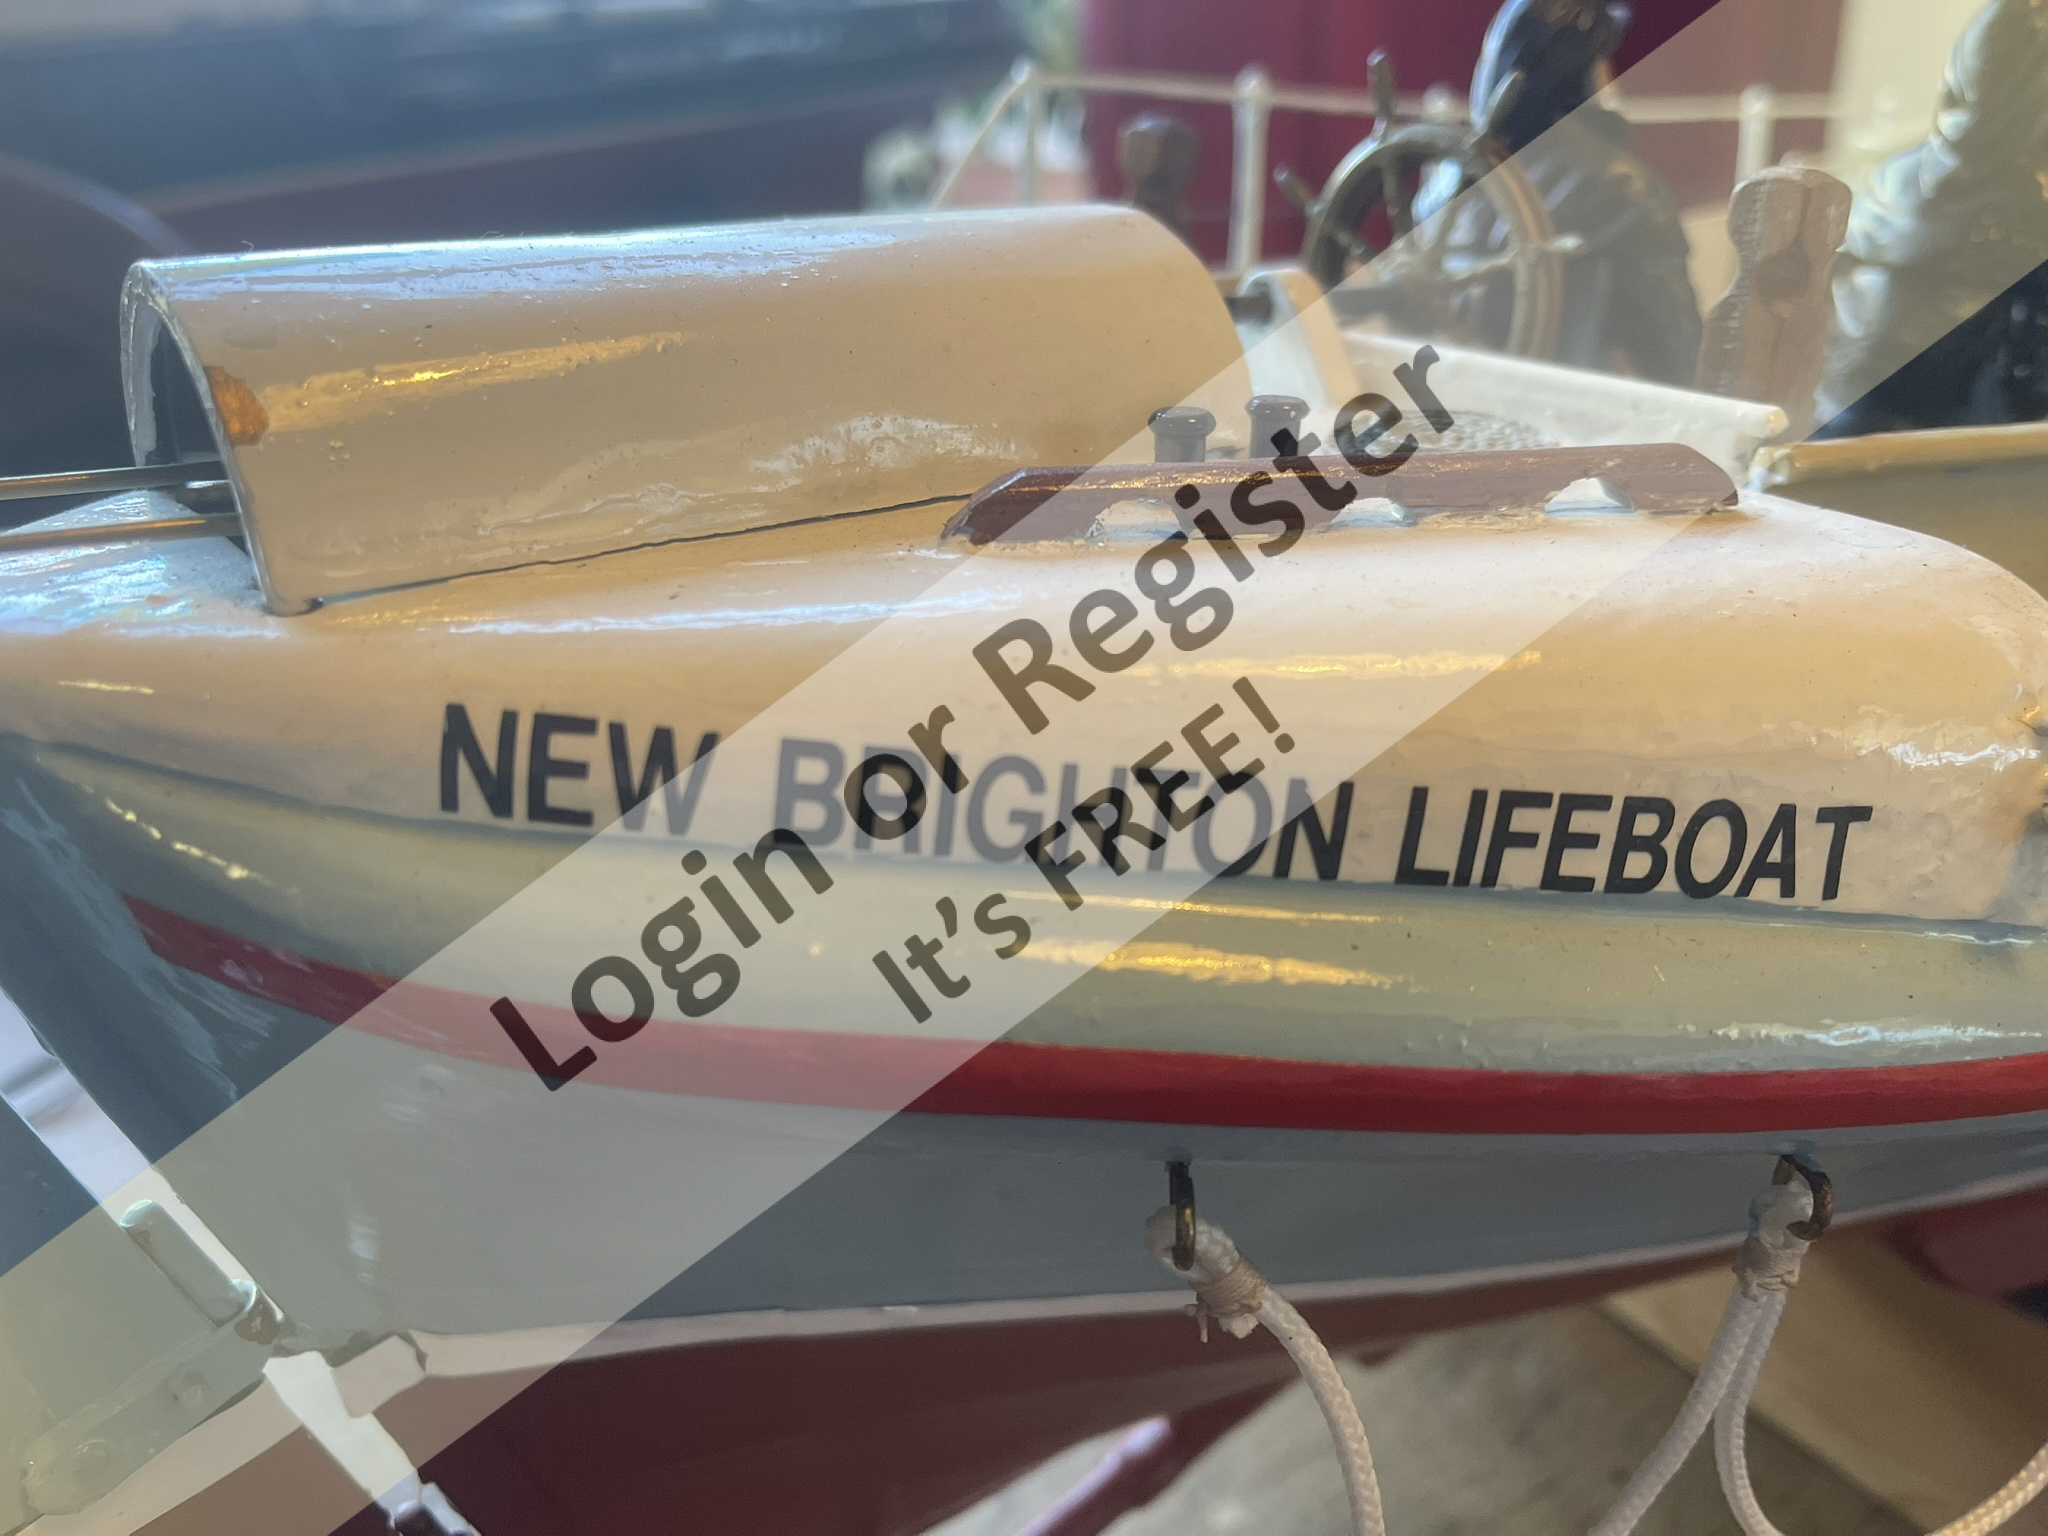 NEW BRIGHTON LIFEBOAT
Login or Register
It's FREE!